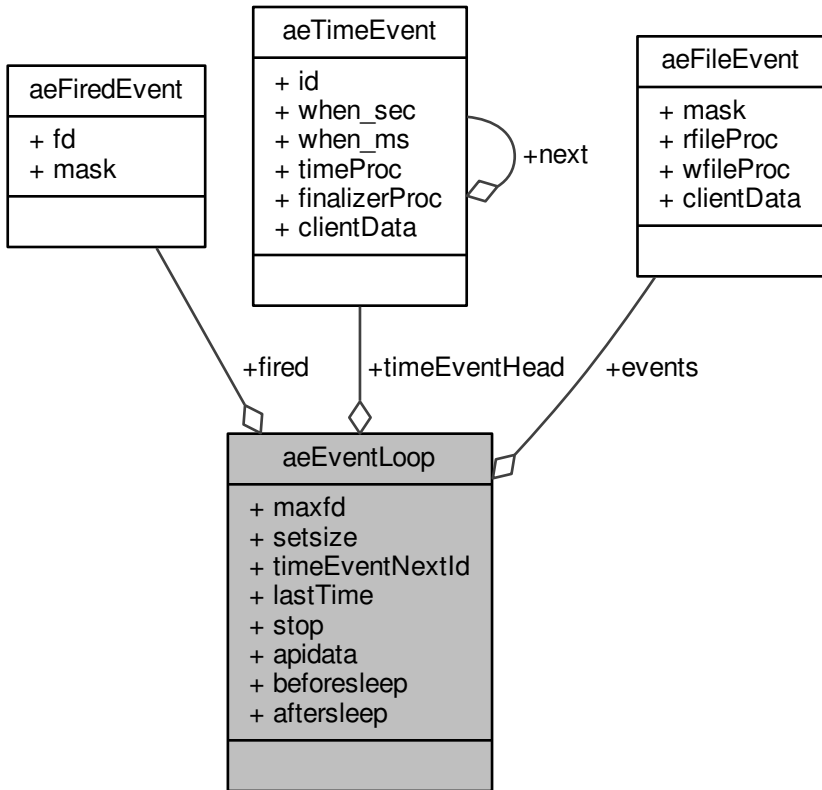 aeTimeEvent
+ id
+ when_sec
+ when_ms
+ timeProc
+ finalizerProc
+ clientData
+next
aeFiredEvent
+ fd
+ mask
aeFileEvent
+ mask
+ rfileProc
+ wfileProc
+ clientData
+fired
+timeEventHead
+events
aeEventLoop
+ maxfd
+ setsize
+ timeEventNextId
+ lastTime
+ stop
+ apidata
+ beforesleep
+ aftersleep